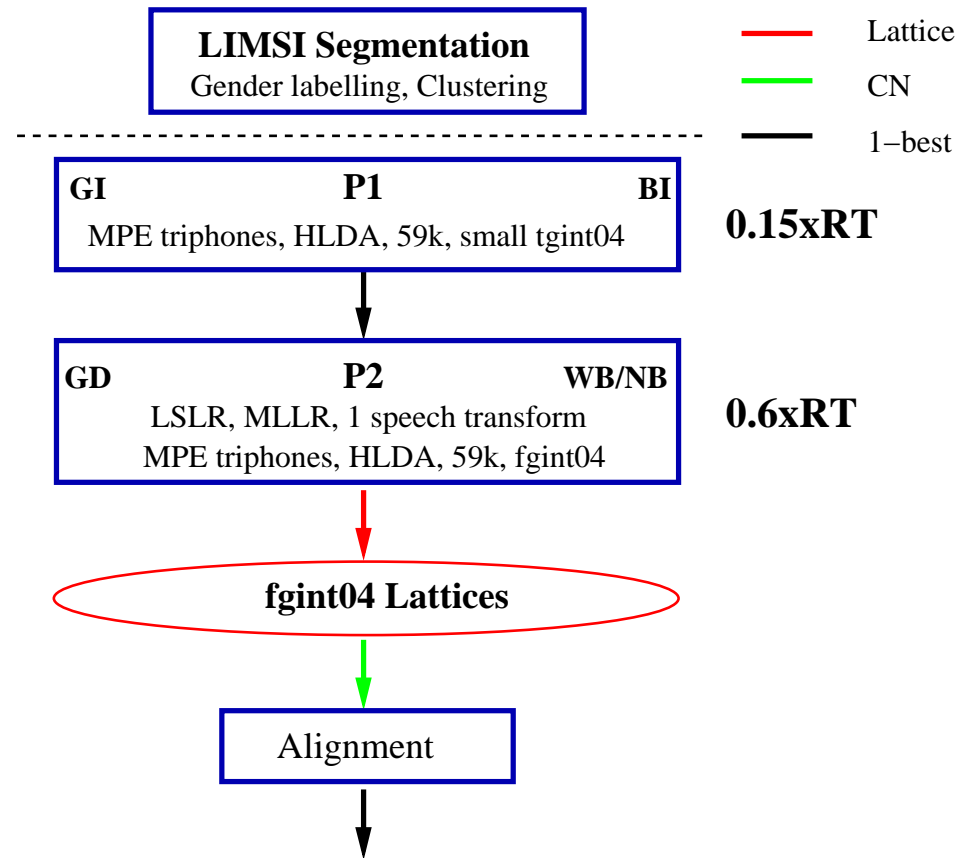 LIMSI Segmentation
Gender labelling, Clustering
Lattice
CN
1−best
GI P1 BI
MPE triphones, HLDA, 59k, small tgint04
0.15xRT
GD P2 WB/NB
LSLR, MLLR, 1 speech transform
MPE triphones, HLDA, 59k, fgint04
0.6xRT
fgint04 Lattices
Alignment